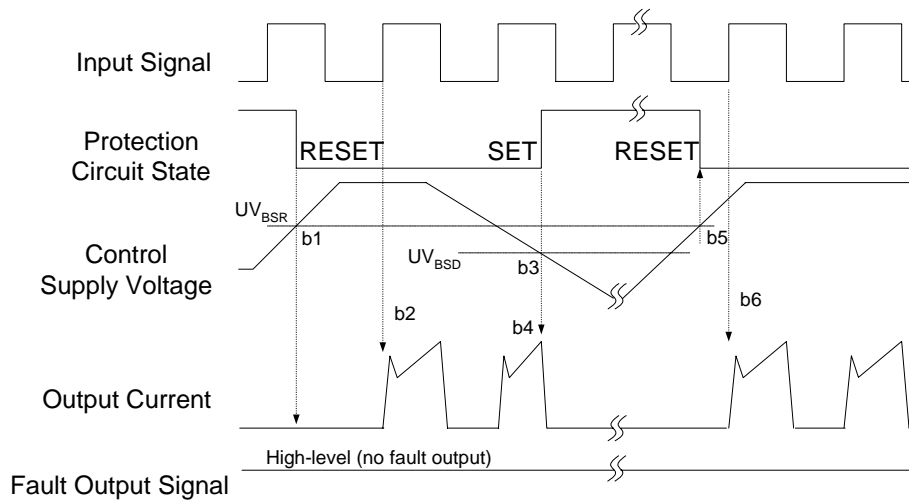 Input Signal
Protection
Circuit State
RESET
SET
RESET
UVBSR
b1
b5
UVBSD
b3
Control
Supply Voltage
b2
b4
b6
Output Current
High-level (no fault output)
Fault Output Signal